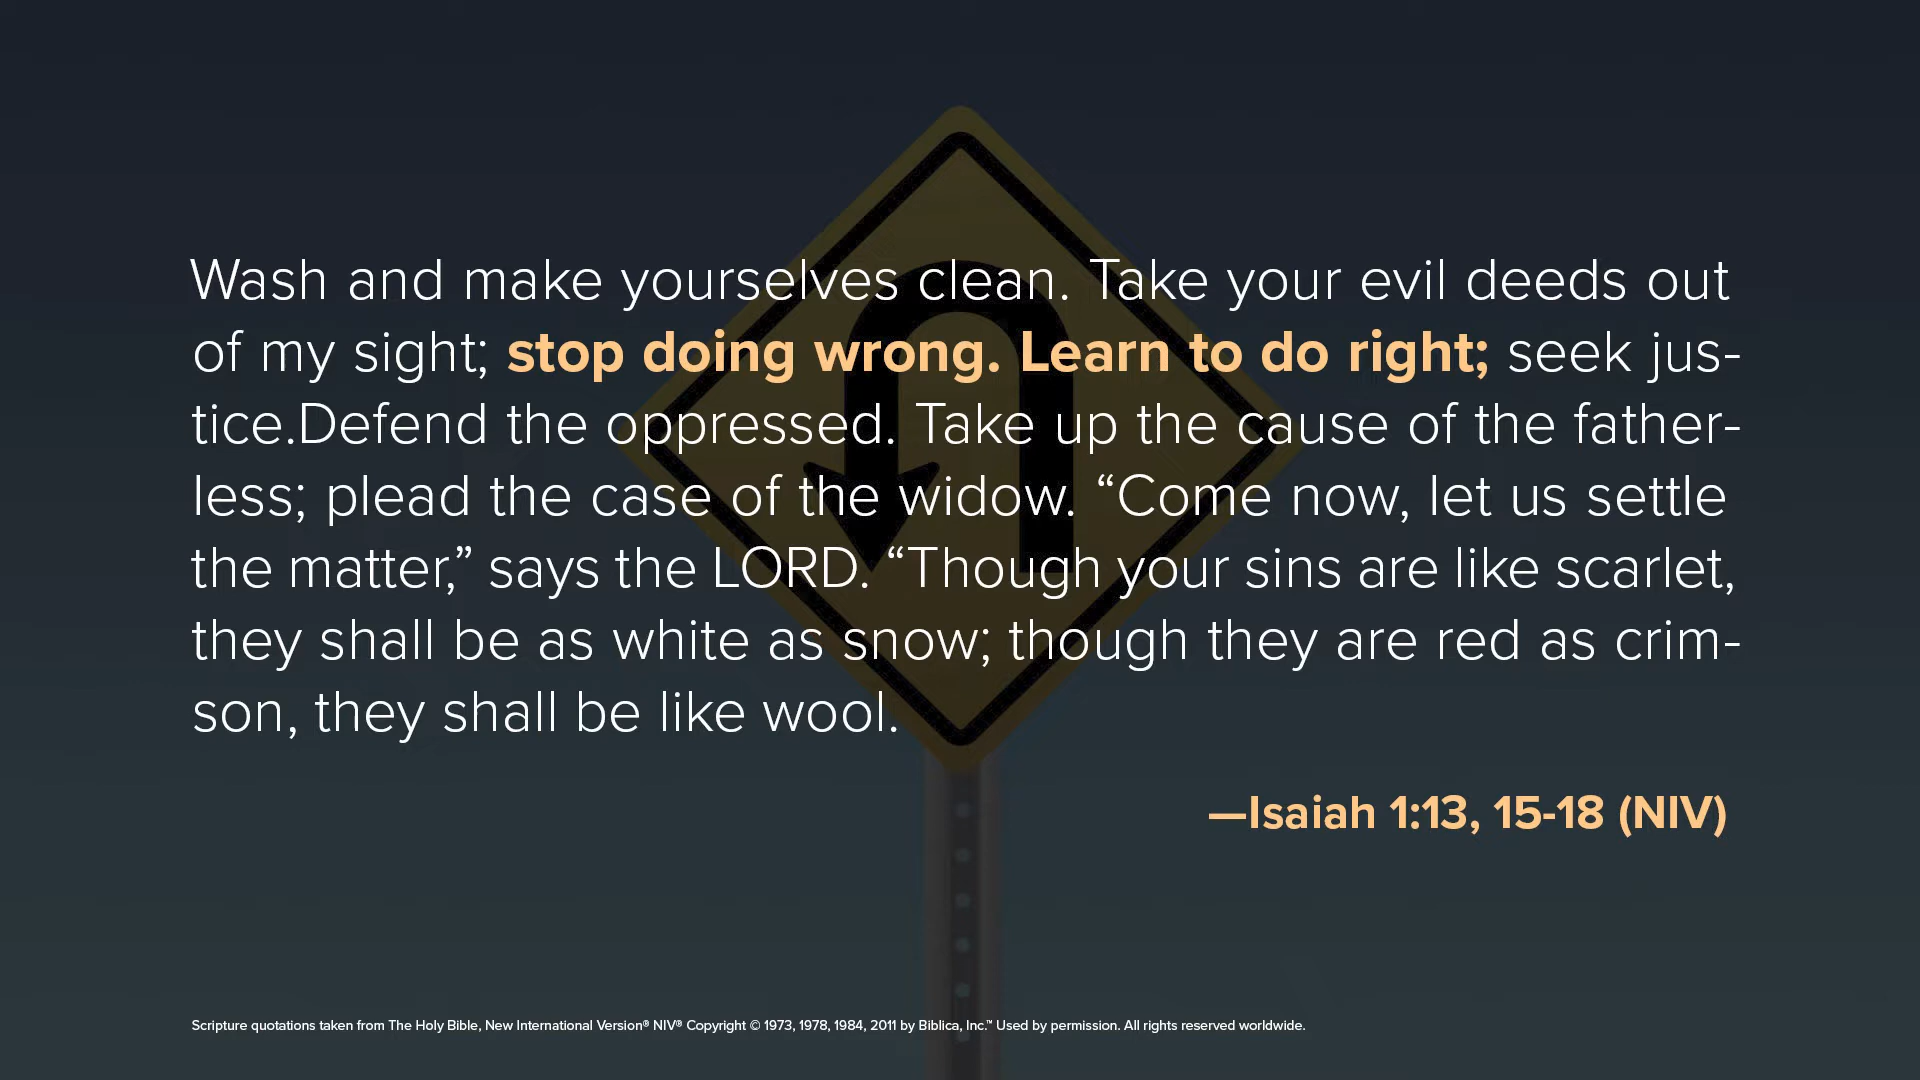 Wash and make yourselves clean. Take your evil deeds out
of my sight; stop doing wrong. Learn to do right; seek jus-
tice.Defend the oppressed. Take up the cause of the father-
less; plead the case of the widow. “Come now, let us settle
the matter,” says the LORD. “Though your sins are like scarlet,
they shall be as white as snow; though they are red as crim-
son, they shall be like wool.
—Isaiah 1:13, 15-18 (NIV)
Scripture quotations taken from The Holy Bible, New International Version® NIV® Copyright © 1973, 1978, 1984, 2011 by Biblica, Inc.™ Used by permission. All rights reserved worldwide.